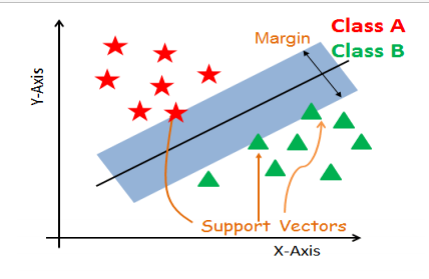 Class A
Margin
Class B
Y-Axis
Support Vectors
X-Axis